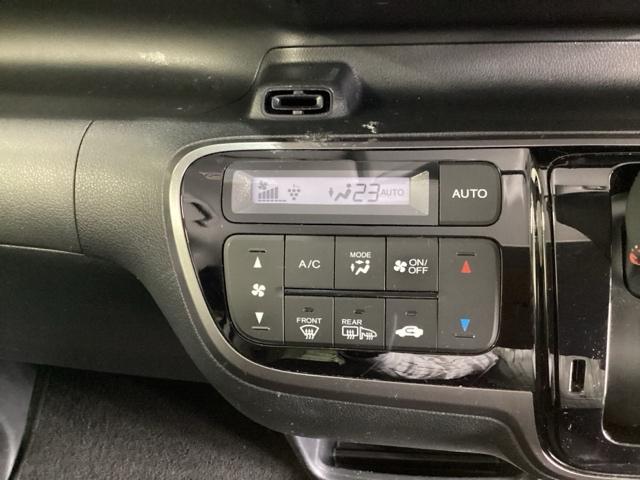 23 AUTO
AUTO
A/C
MODE
ON/
OFF
FRONT
REAR